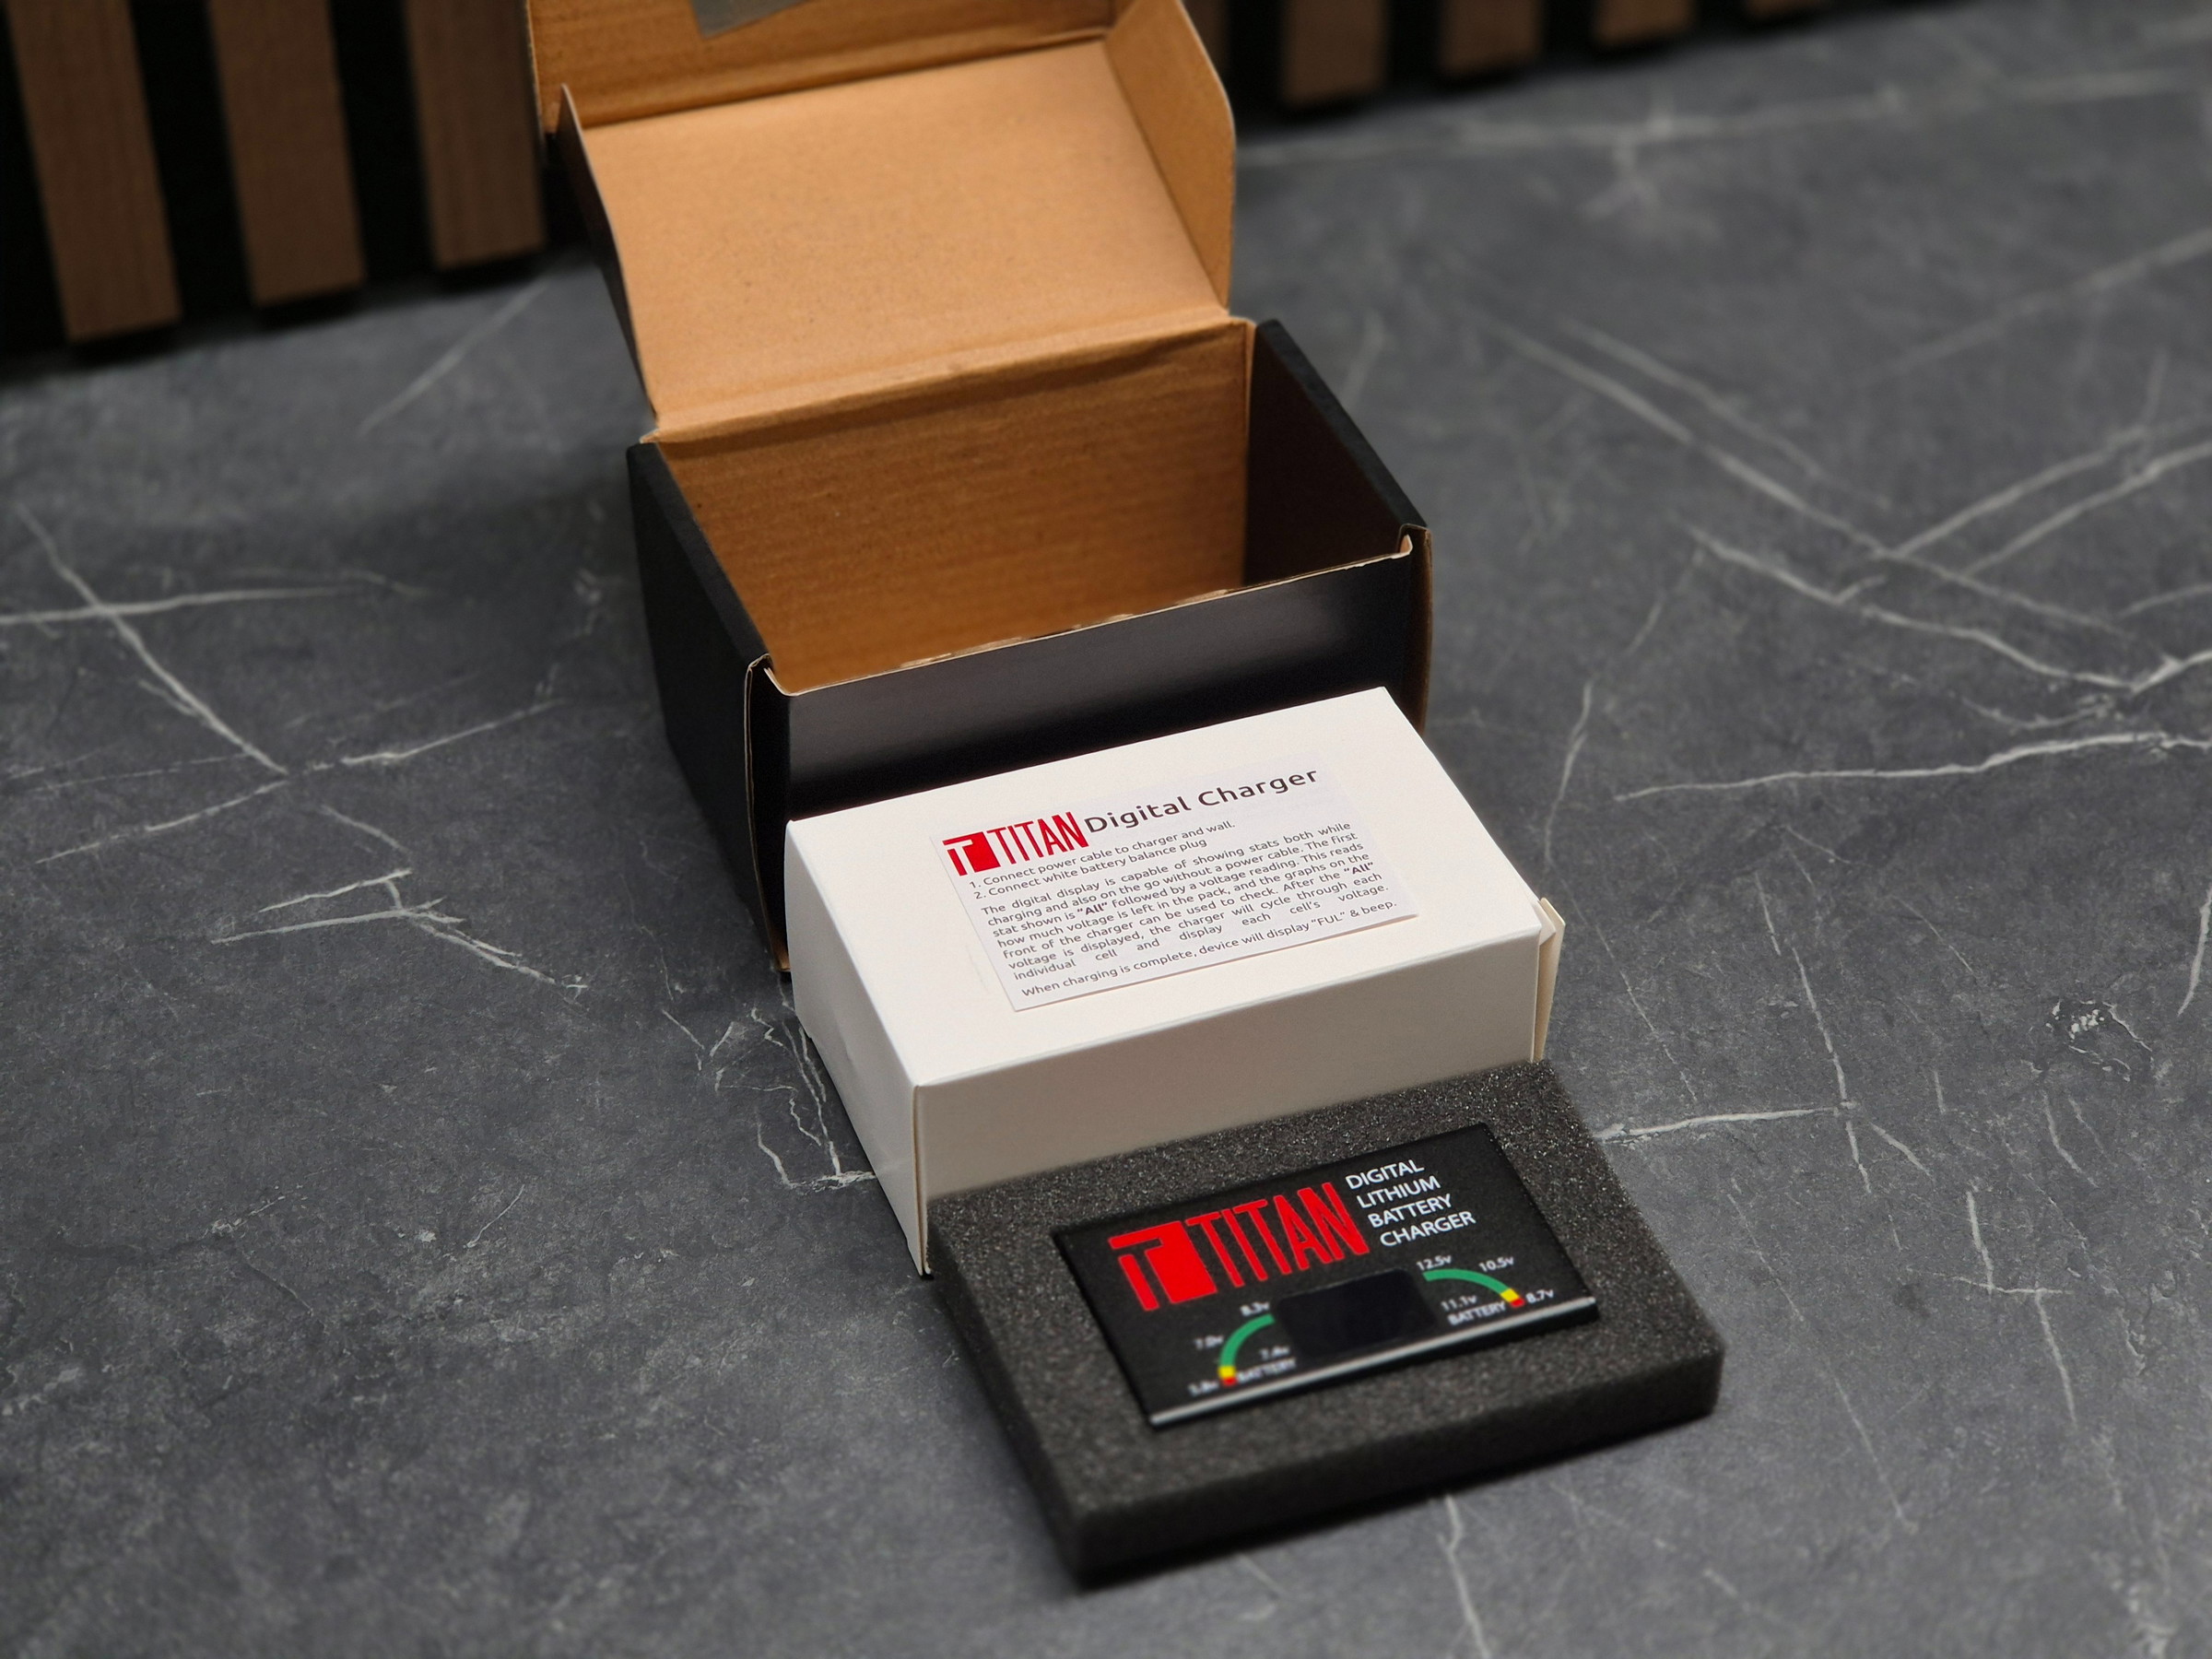 TITAN Digital Charger
1. Connect power cable to charger and wall.
2. Connect white battery balance plug
The digital display is capable of showing stats both while
charging and also on the go without a power cable. The first
stat shown is "All" followed by a voltage reading. This reads
how much voltage is left in the pack, and the graphs on the
front of the charger can be used to check. After the "All"
voltage is displayed, the charger will cycle through each
individual cell and display each cell's voltage.
When charging is complete, device will display "FUL" & beep.
TITAN
DIGITAL
LITHIUM
BATTERY
CHARGER
8.3v
7.0v
7.4v
BATTERY
12.5v
10.5v
11.1v
8.7v
BATTERY